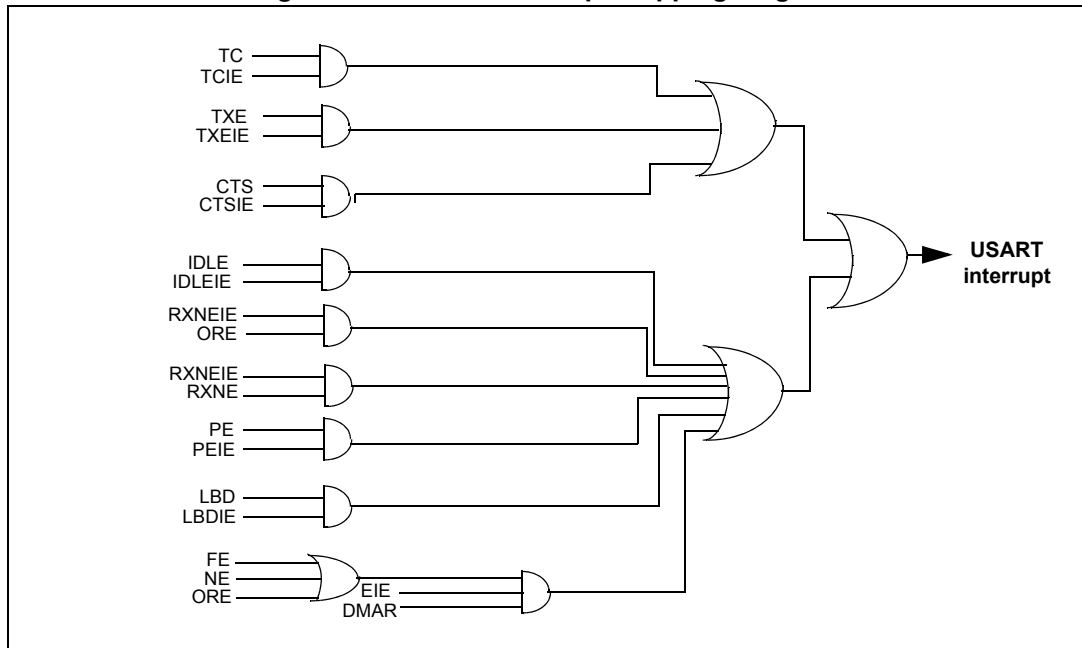 TC
TCIE
TXE
TXEIE
CTS
CTSIE
IDLE
IDLEIE
RXNEIE
ORE
RXNEIE
RXNE
PE
PEIE
LBD
LBDIE
FE
NE
ORE
EIE
DMAR
USART
interrupt